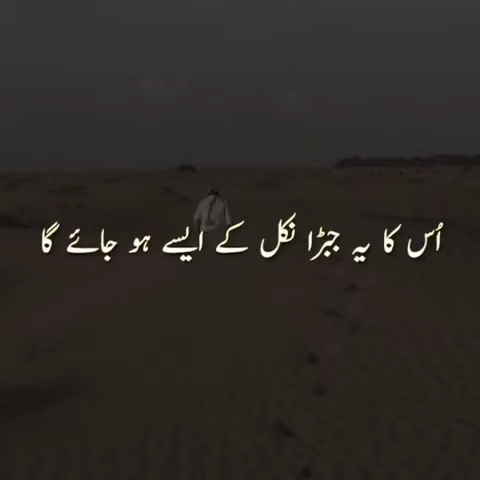 اُس کا یہ جبڑا نکل کے ایسے ہو جائے گا